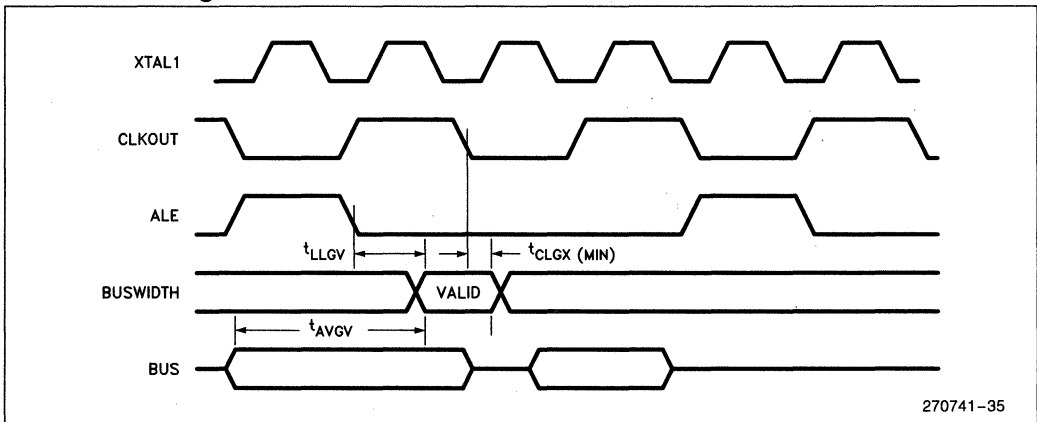 XTAL1
CLKOUT
ALE
tLLGV
tCLGX (MIN)
BUSWIDTH
VALID
tAVGV
BUS
270741-35